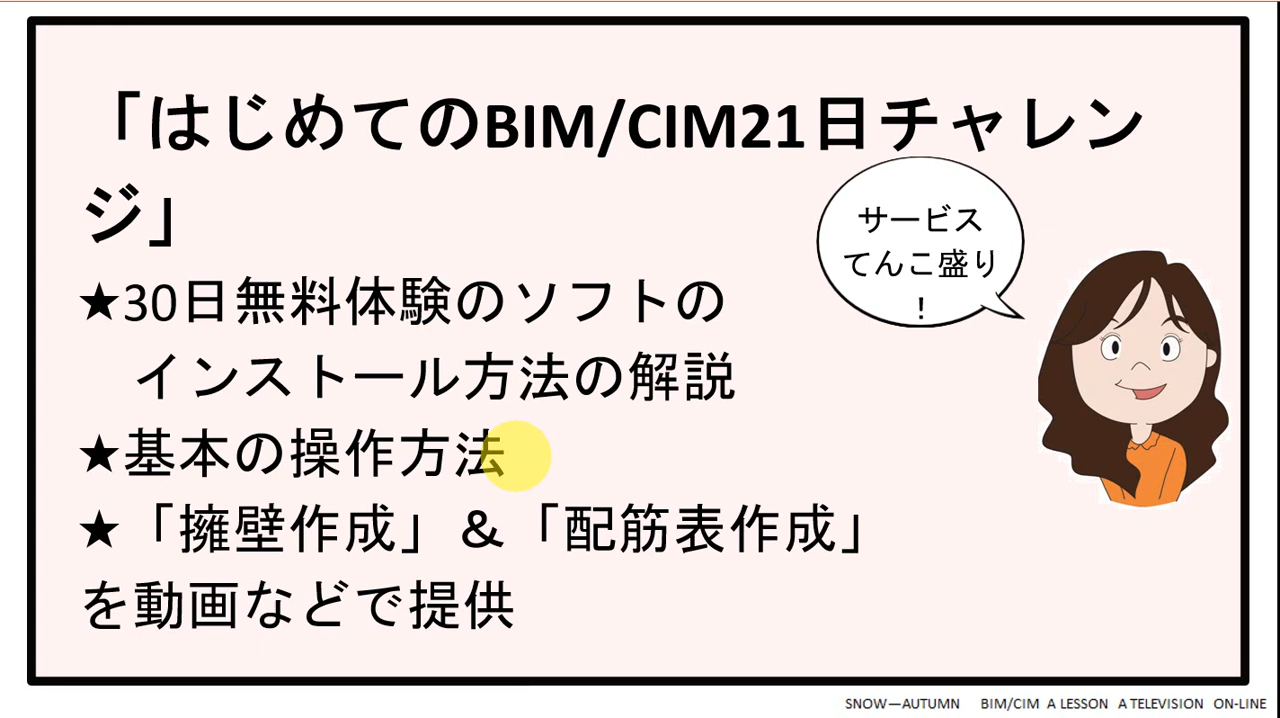 「はじめてのBIM/CIM21日チャレン
ジ」
サービス
てんこ盛り
！
★30日無料体験のソフトの
インストール方法の解説
★基本の操作方法
★「擁壁作成」＆「配筋表作成」
を動画などで提供
SNOW—AUTUMN BIM/CIM A LESSON A TELEVISION ON-LINE